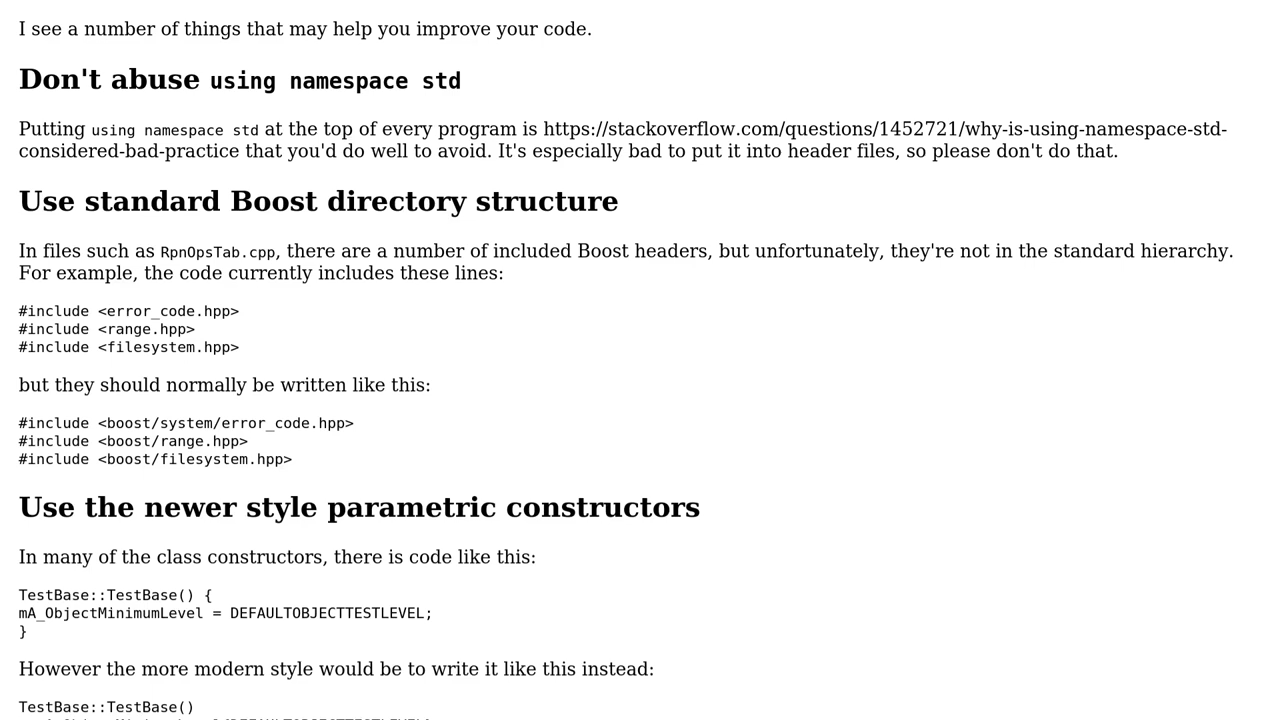 I see a number of things that may help you improve your code.
Don't abuse using namespace std
Putting using namespace std at the top of every program is https://stackoverflow.com/questions/1452721/why-is-using-namespace-std-
considered-bad-practice that you'd do well to avoid. It's especially bad to put it into header files, so please don't do that.
Use standard Boost directory structure
In files such as RpnOpsTab.cpp, there are a number of included Boost headers, but unfortunately, they're not in the standard hierarchy.
For example, the code currently includes these lines:
#include <error_code.hpp>
#include <range.hpp>
#include <filesystem.hpp>
but they should normally be written like this:
#include <boost/system/error_code.hpp>
#include <boost/range.hpp>
#include <boost/filesystem.hpp>
Use the newer style parametric constructors
In many of the class constructors, there is code like this:
TestBase::TestBase() {
mA_ObjectMinimumLevel = DEFAULTOBJECTTESTLEVEL;
}
However the more modern style would be to write it like this instead:
TestBase::TestBase()